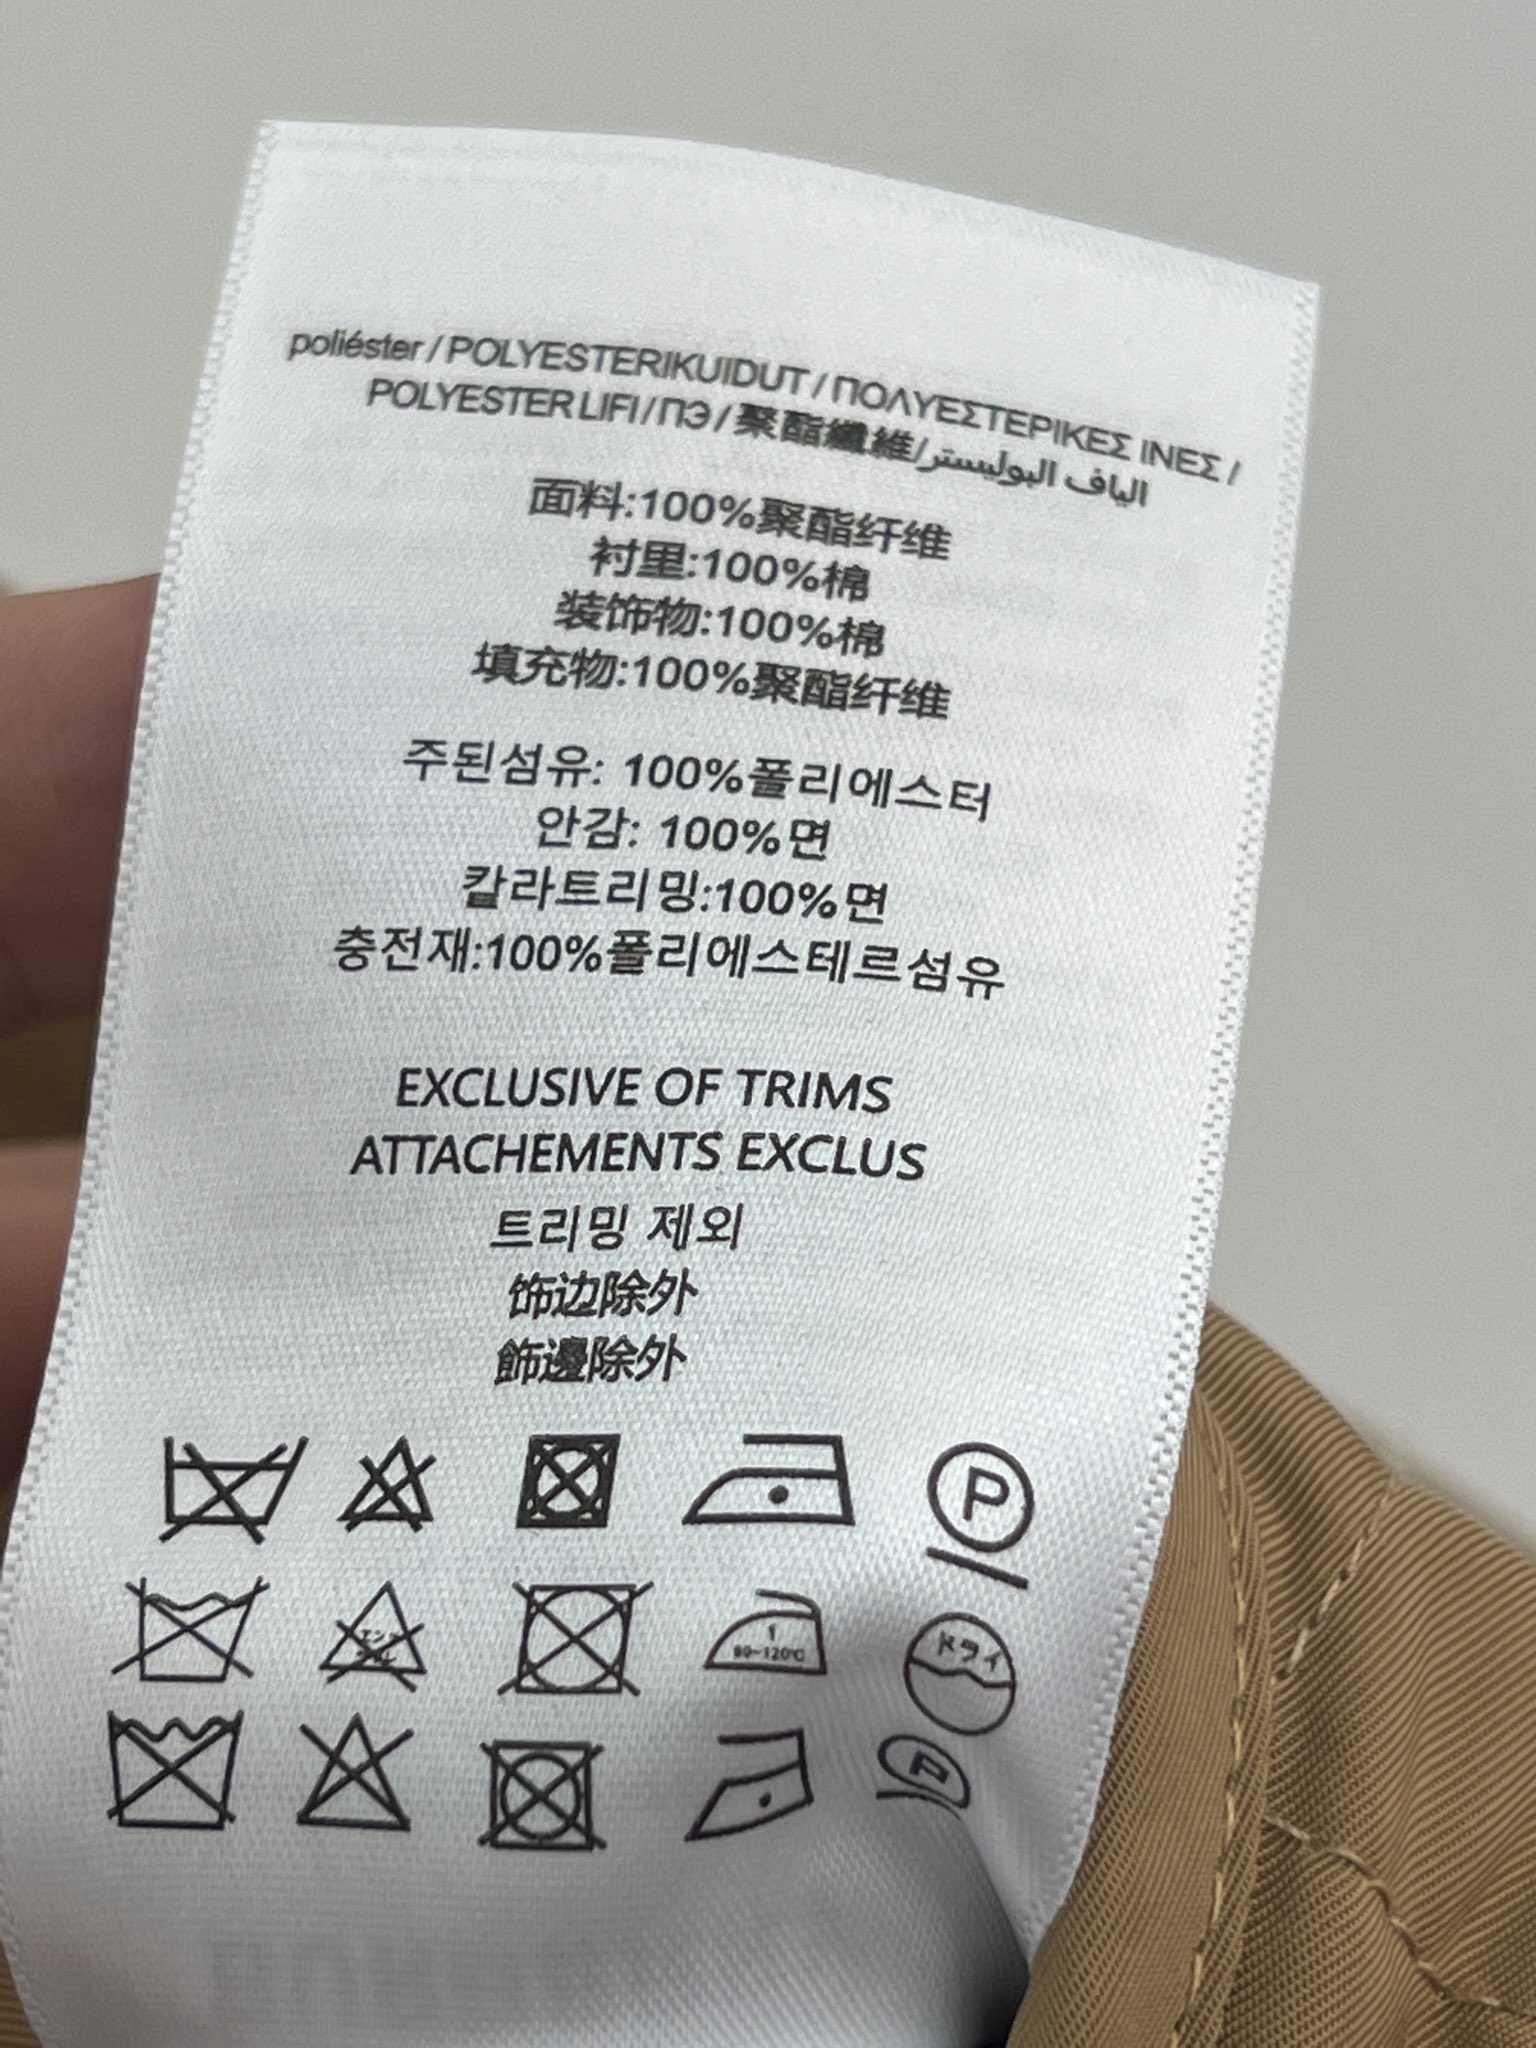 poliéster / POLYESTERIKUIDUT / ΠΟΛΥΕΣΤΕΡΙΚΕΣ ΙΝΕΣ /
POLYESTER LIFI / ПЭ / 聚酯纖維/الياف البوليستر
面料:100%聚酯纤维
衬里:100%棉
装饰物:100%棉
填充物:100%聚酯纤维
주된섬유: 100%폴리에스터
안감: 100%면
칼라트리밍:100%면
충전재:100%폴리에스테르섬유
EXCLUSIVE OF TRIMS
ATTACHEMENTS EXCLUS
트리밍 제외
饰边除外
飾邊除外
P
1
80~120℃
ドライ
P